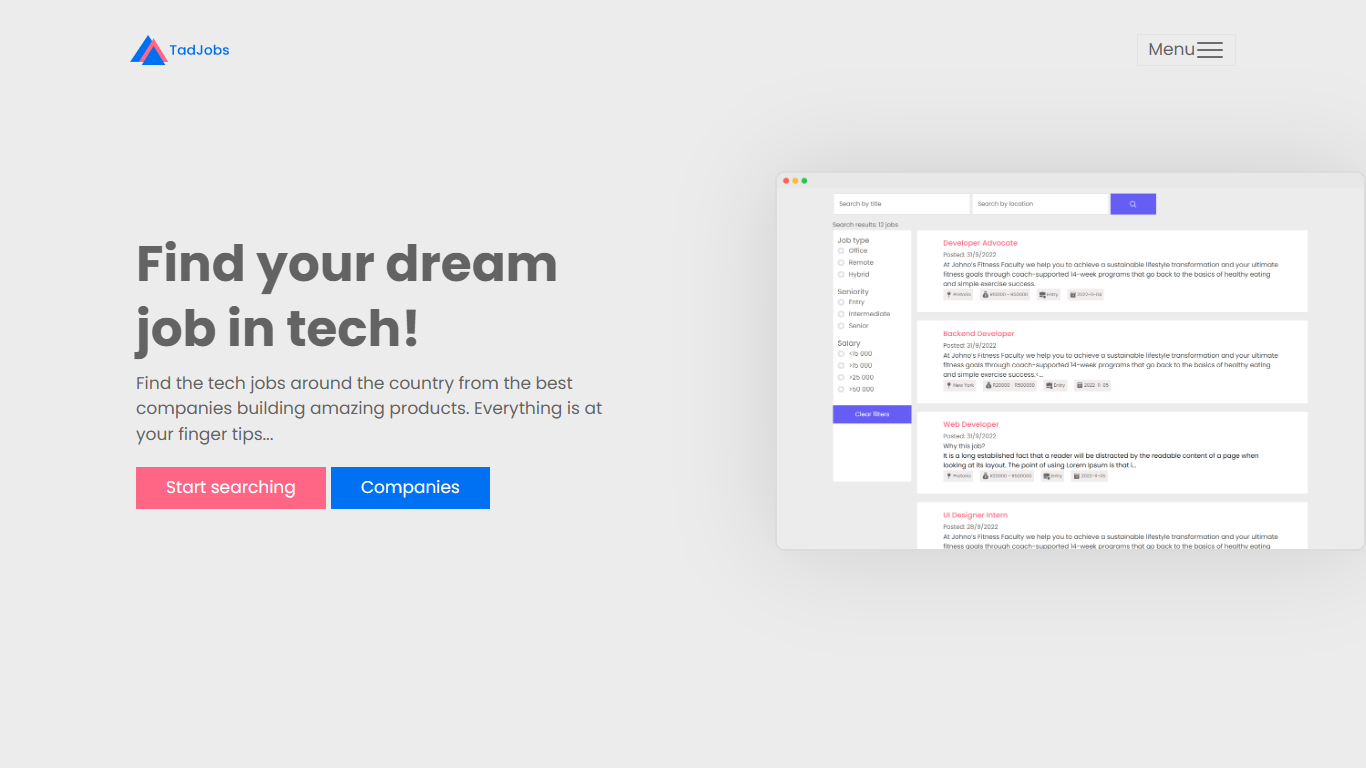 TadJobs
Menu
Find your dream
job in tech!
Find the tech jobs around the country from the best
companies building amazing products. Everything is at
your finger tips...
Start searching
Companies
Search by title
Search by location
Search results: 12 jobs
Job type
Office
Remote
Hybrid
Seniority
Entry
Intermediate
Senior
Salary
<15 000
>15 000
>25 000
>50 000
Clear filters
Developer Advocate
Posted: 31/9/2022
At Johno's Fitness Faculty we help you to achieve a sustainable lifestyle transformation and your ultimate
fitness goals through coach-supported 14-week programs that go back to the basics of healthy eating
and simple exercise success.
Pretoria
Entry
Backend Developer
Posted: 31/9/2022
At Johno's Fitness Faculty we help you to achieve a sustainable lifestyle transformation and your ultimate
fitness goals through coach-supported 14-week programs that go back to the basics of healthy eating
and simple exercise success.<...
New York
R20000 - R500000
Entry
2022-11-05
Web Developer
Posted: 31/9/2022
Why this job?
It is a long established fact that a reader will be distracted by the readable content of a page when
looking at its layout. The point of using Lorem Ipsum is that i...
Pretoria
Entry
UI Designer Intern
Posted: 28/9/2022
At Johno's Fitness Faculty we help you to achieve a sustainable lifestyle transformation and your ultimate
fitness goals through coach-supported 14-week programs that go back to the basics of healthy eating